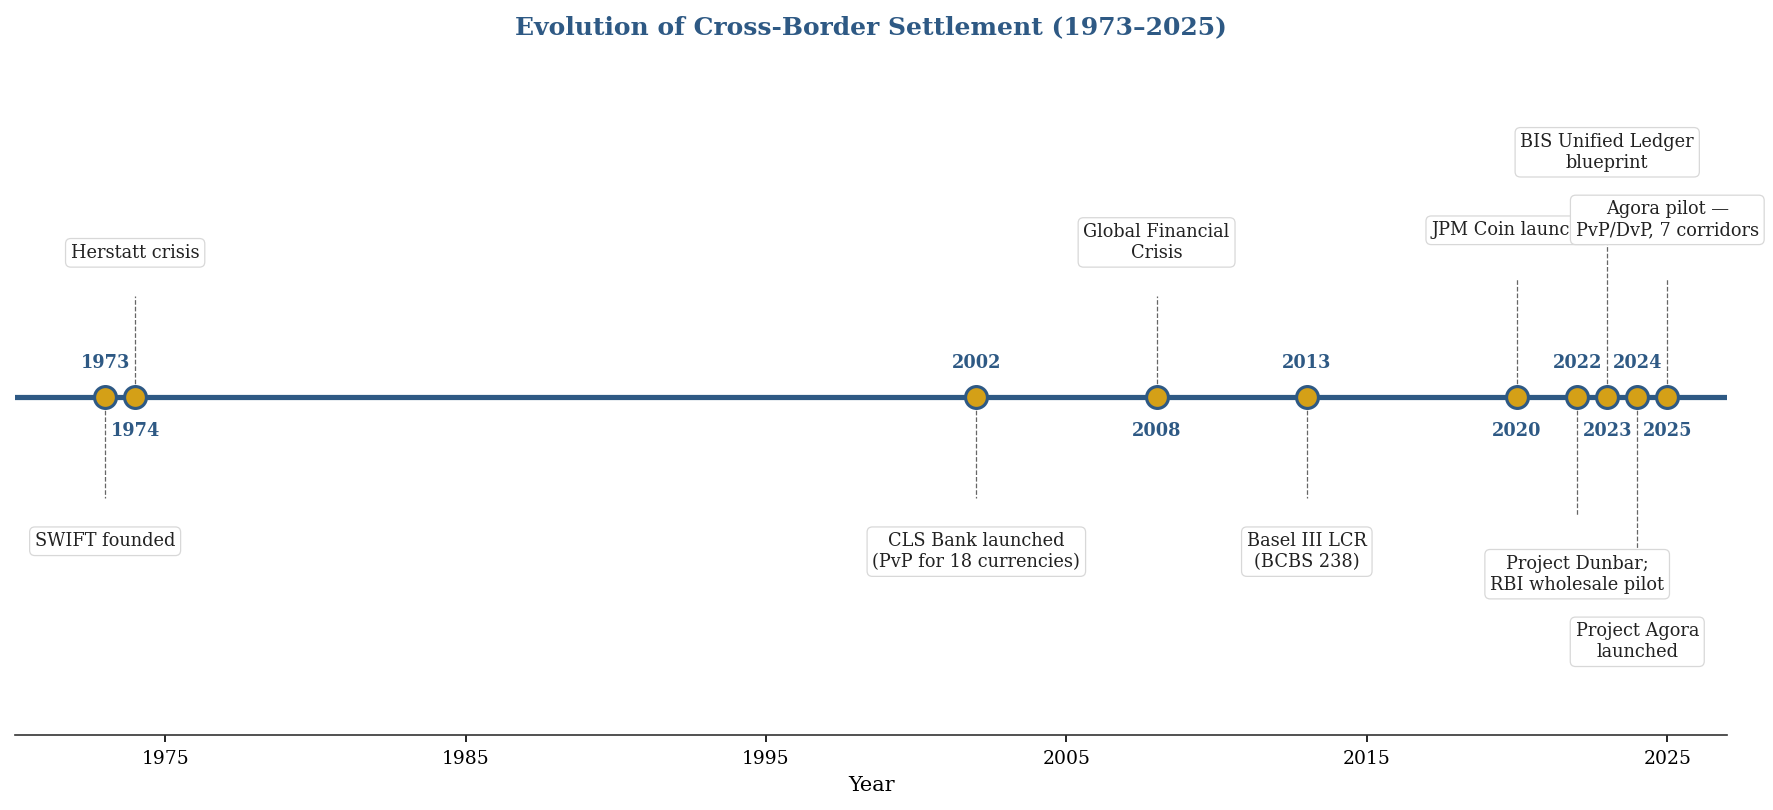 Evolution of Cross-Border Settlement (1973–2025)
BIS Unified Ledger
blueprint
Herstatt crisis
Global Financial
Crisis
JPM Coin launc
Agora pilot —
PvP/DvP, 7 corridors
1973
2002
2013
2022
2024
1974
2008
2020
2023
2025
SWIFT founded
CLS Bank launched
(PvP for 18 currencies)
Basel III LCR
(BCBS 238)
Project Dunbar;
RBI wholesale pilot
Project Agora
launched
1975
1985
1995
2005
2015
2025
Year